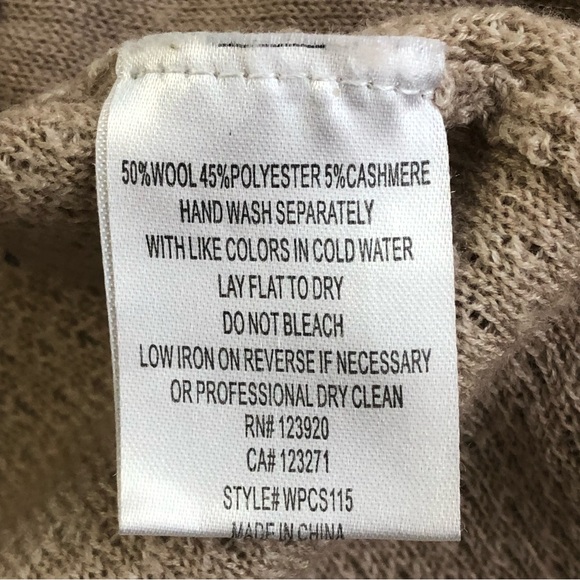 50%WOOL 45%POLYESTER 5%CASHMERE
HAND WASH SEPARATELY
WITH LIKE COLORS IN COLD WATER
LAY FLAT TO DRY
DO NOT BLEACH
LOW IRON ON REVERSE IF NECESSARY
OR PROFESSIONAL DRY CLEAN
RN# 123920
CA# 123271
STYLE# WPCS115
MADE IN CHINA